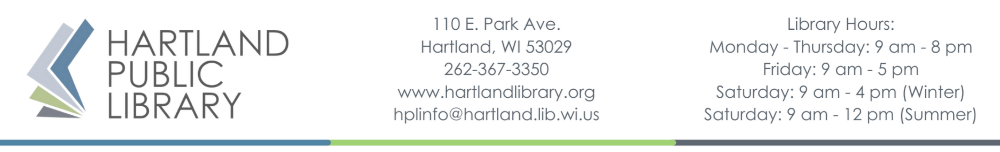 HARTLAND
PUBLIC
LIBRARY
110 E. Park Ave.
Hartland, WI 53029
262-367-3350
www.hartlandlibrary.org
hplinfo@hartland.lib.wi.us
Library Hours:
Monday - Thursday: 9 am - 8 pm
Friday: 9 am - 5 pm
Saturday: 9 am - 4 pm (Winter)
Saturday: 9 am - 12 pm (Summer)